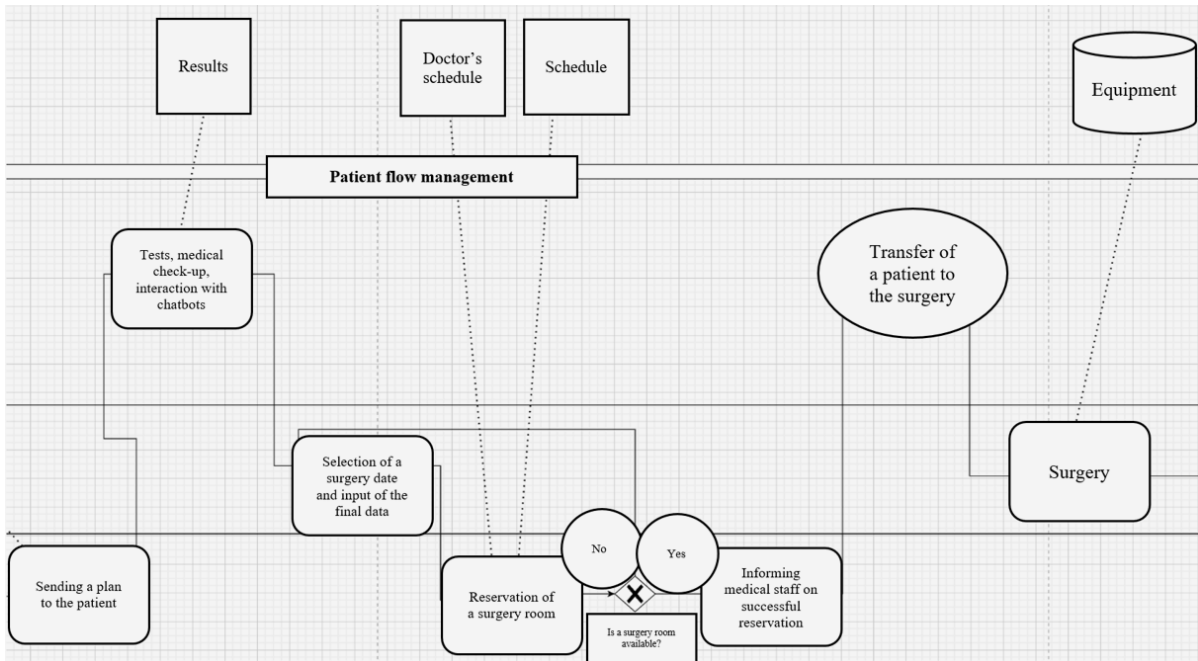 Results
Doctor's
schedule
Schedule
Equipment
Patient flow management
Tests, medical
check-up,
interaction with
chatbots
Transfer of
a patient to
the surgery
Selection of a
surgery date
and input of the
final data
Surgery
Sending a plan
to the patient
Reservation of
a surgery room
No
Yes
Is a surgery room
available?
Informing
medical staff on
successful
reservation